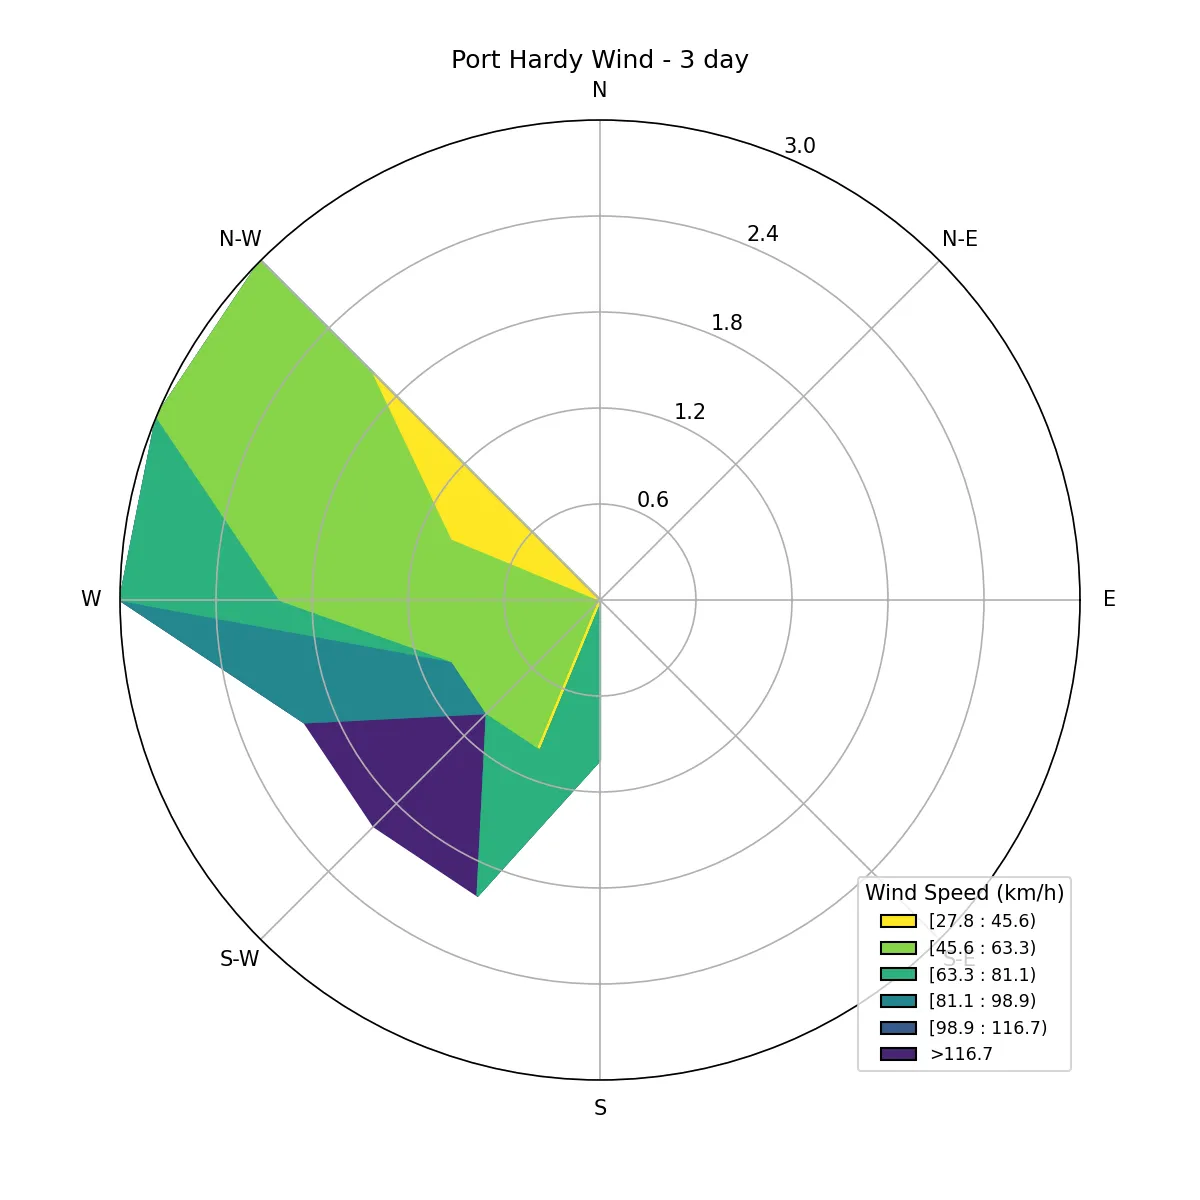 Port Hardy Wind - 3 day
N
3.0
2.4
N-W
N-E
1.8
1.2
0.6
W
E
Wind Speed (km/h)
[27.8 : 45.6)
[45.6 : 63.3)
S-W
S-E
[63.3 : 81.1)
[81.1 : 98.9)
[98.9 : 116.7)
>116.7
S